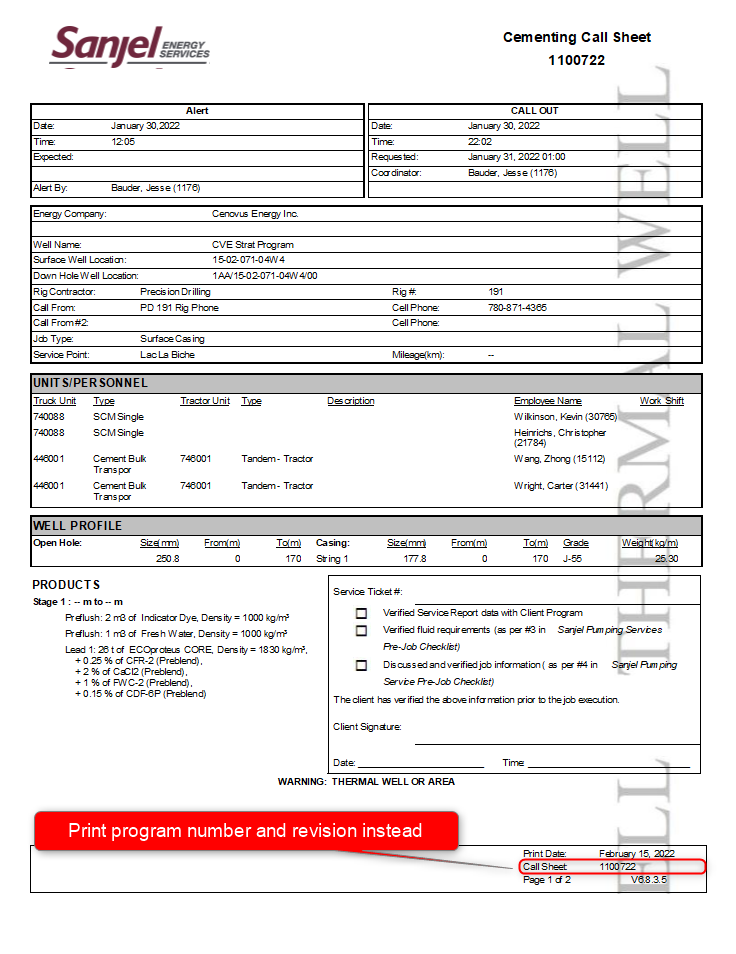 Sanjel ENERGY SERVICES
Cementing Call Sheet
1100722
Alert
Date: January 30,2022
Time: 12:05
Expected:
Alert By: Bauder, Jesse (1176)
CALL OUT
Date: January 30, 2022
Time: 22:02
Requested: January 31, 2022 01:00
Coordinator: Bauder, Jesse (1176)
Energy Company: Cenovus Energy Inc.
Well Name: CVE Strat Program
Surface Well Location: 15-02-071-04W4
Down Hole Well Location: 1AA/15-02-071-04W4/00
Rig Contractor: Precision Drilling Rig #: 191
Call From: PD 191 Rig Phone Cell Phone: 780-871-4365
Call From #2: Cell Phone:
Job Type: Surface Casing
Service Point: Lac La Biche Mileage(km): --
UNITS/PERSONNEL
Truck Unit Type Tractor Unit Type Description Employee Name Work Shift
740088 SCM Single Wilkinson, Kevin (30765)
740088 SCM Single Heinrichs, Christopher
(21784)
446001 Cement Bulk 746001 Tandem - Tractor Wang, Zhong (15112)
Transpor
446001 Cement Bulk 746001 Tandem - Tractor Wright, Carter (31441)
Transpor
WELL PROFILE
Open Hole: Size(mm) From(m) To(m) Casing: Size(mm) From(m) To(m) Grade Weight(kg/m)
250.8 0 170 String 1 177.8 0 170 J-55 25.30
PRODUCTS
Stage 1 : -- m to -- m
Preflush: 2 m3 of Indicator Dye, Density = 1000 kg/m³
Preflush: 1 m3 of Fresh Water, Density = 1000 kg/m³
Lead 1: 26 t of ECOproteus CORE, Density = 1830 kg/m³,
+ 0.25 % of CFR-2 (Preblend),
+ 2 % of CaCl2 (Preblend),
+ 1 % of FWC-2 (Preblend),
+ 0.15 % of CDF-6P (Preblend)
Service Ticket #:
Verified Service Report data with Client Program
Verified fluid requirements (as per #3 in Sanjel Pumping Services
Pre-Job Checklist)
Discussed and verified job information ( as per #4 in Sanjel Pumping
Service Pre-Job Checklist)
The client has verified the above information prior to the job execution.
Client Signature:
Date: Time:
WARNING: THERMAL WELL OR AREA
Print program number and revision instead
Print Date: February 15, 2022
Call Sheet: 1100722
Page 1 of 2 V6.8.3.5
ELL THERMAL WELL